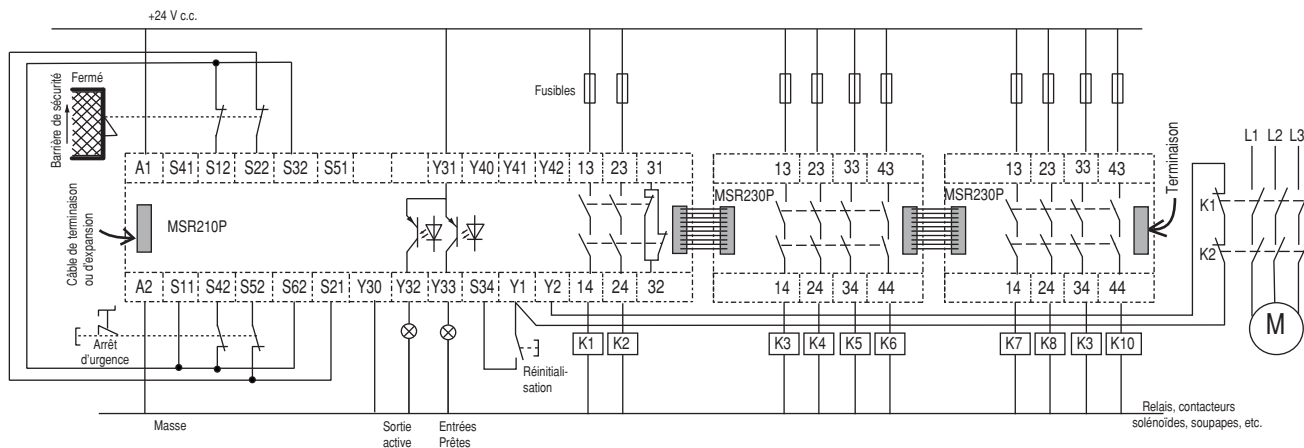 +24 V c.c.
Fermé
Barrière de sécurité
Fusibles
Terminaison
L1 L2 L3
A1 S41 S12 S22 S32 S51 Y31 Y40 Y41 Y42 13 23 31
13 23 33 43
13 23 33 43
MSR210P
MSR230P
MSR230P
K1
K2
Câble de terminaison
ou d'expansion
A2 S11 S42 S52 S62 S21 Y30 Y32 Y33 S34 Y1 Y2 14 24 32
14 24 34 44
14 24 34 44
M
Arrêt
d'urgence
K1 K2
K3 K4 K5 K6
K7 K8 K3 K10
Réinitiali-
sation
Masse
Sortie
active
Entrées
Prêtes
Relais, contacteurs
solénoïdes, soupapes, etc.